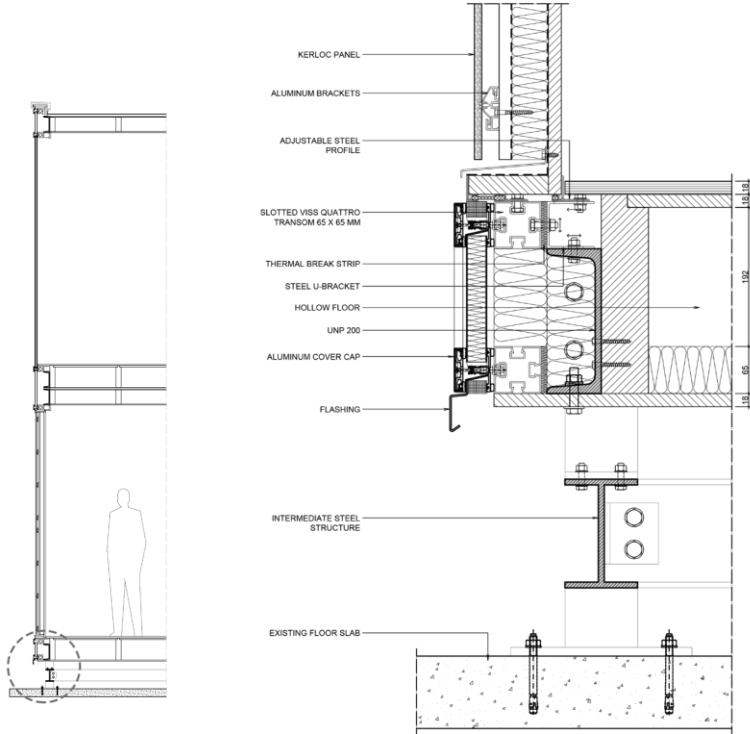 KERLOC PANEL
ALUMINUM BRACKETS
ADJUSTABLE STEEL
PROFILE
SLOTTED VISS QUATTRO
TRANSOM 65 X 65 MM
THERMAL BREAK STRIP
STEEL U-BRACKET
HOLLOW FLOOR
UNP 200
ALUMINUM COVER CAP
FLASHING
INTERMEDIATE STEEL
STRUCTURE
EXISTING FLOOR SLAB
18
18
192
65
18